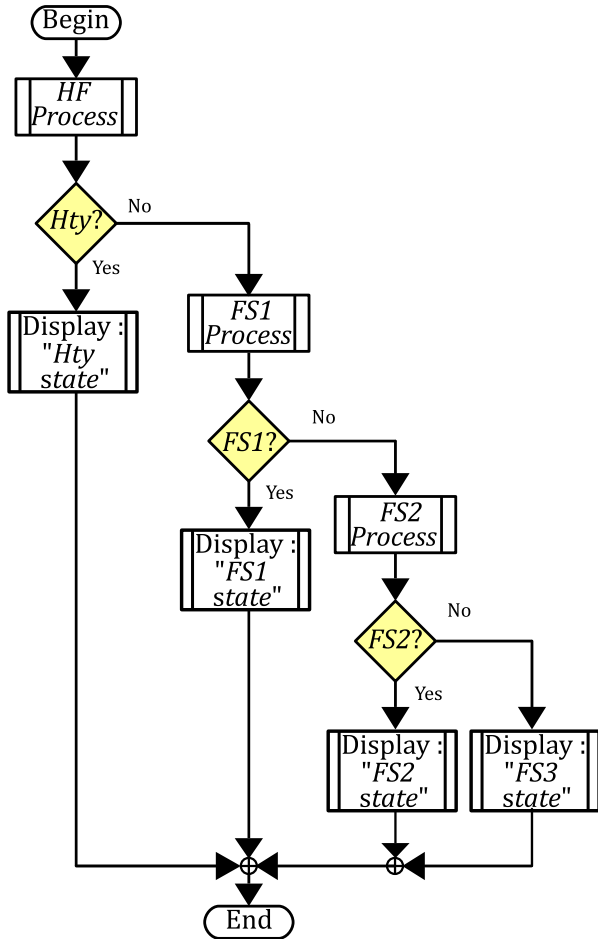 Begin
HF
Process
Hty?
No
Yes
Display :
"Hty
state"
FS1
Process
FS1?
No
Yes
Display :
"FS1
state"
FS2
Process
FS2?
No
Yes
Display :
"FS2
state"
Display :
"FS3
state"
End